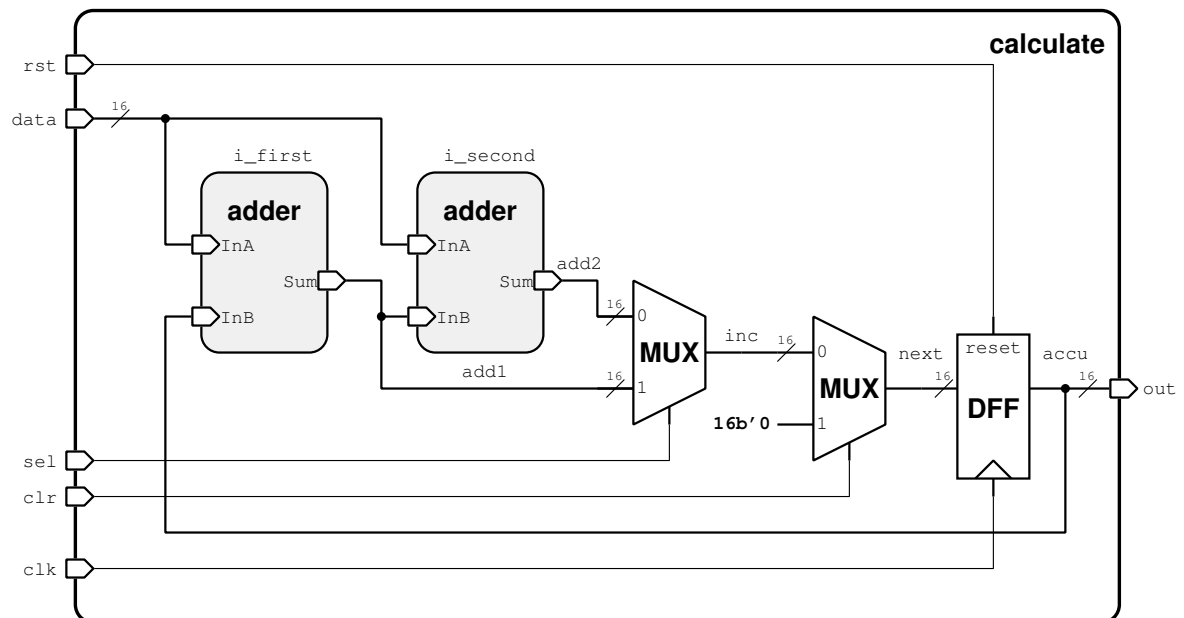 calculate
rst
data
16
i_first
i_second
adder
adder
InA
InA
Sum
Sum
add2
InB
InB
16
0
inc
16
0
reset
next
accu
MUX
add1
16
1
MUX
16
DFF
16
out
16b'0
1
sel
clr
clk